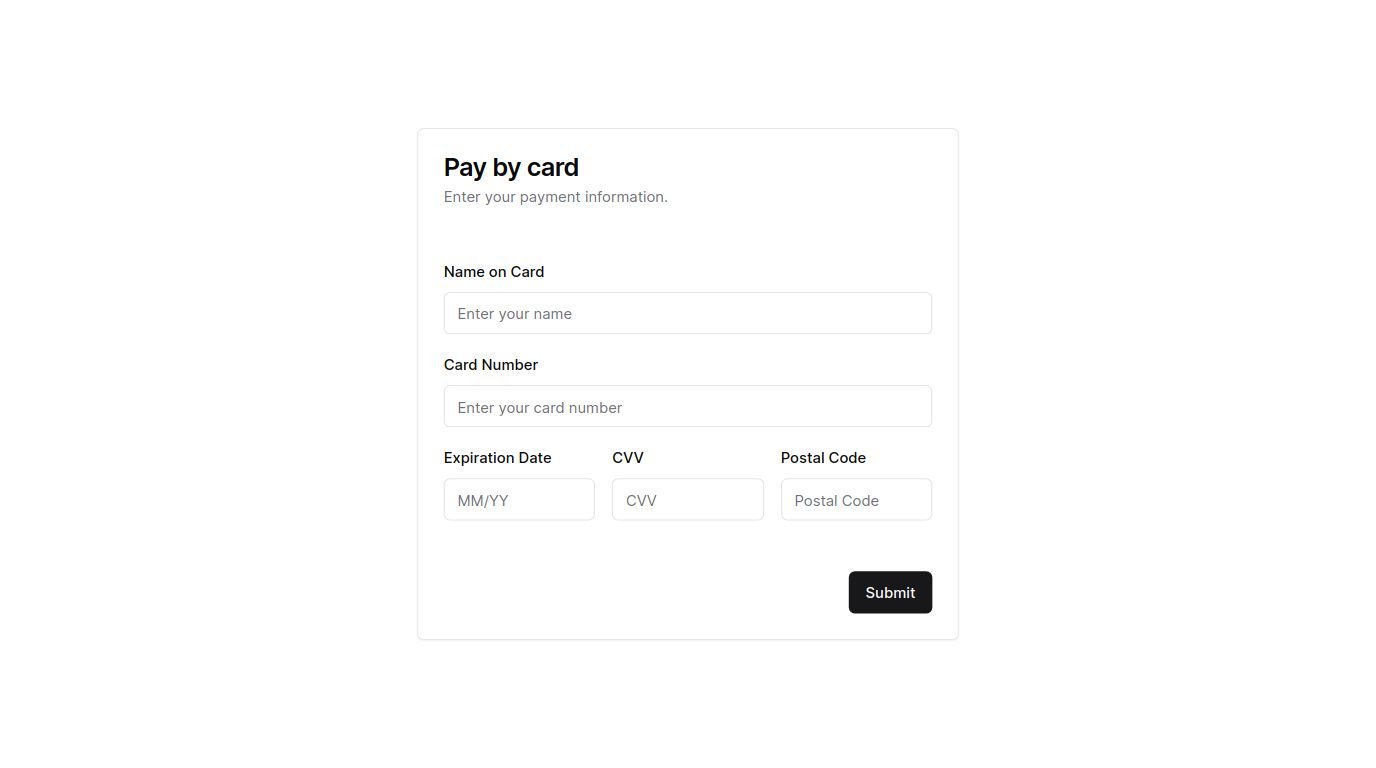 Pay by card
Enter your payment information.
Name on Card
Enter your name
Card Number
Enter your card number
Expiration Date CVV Postal Code
MM/YY CVV Postal Code
Submit